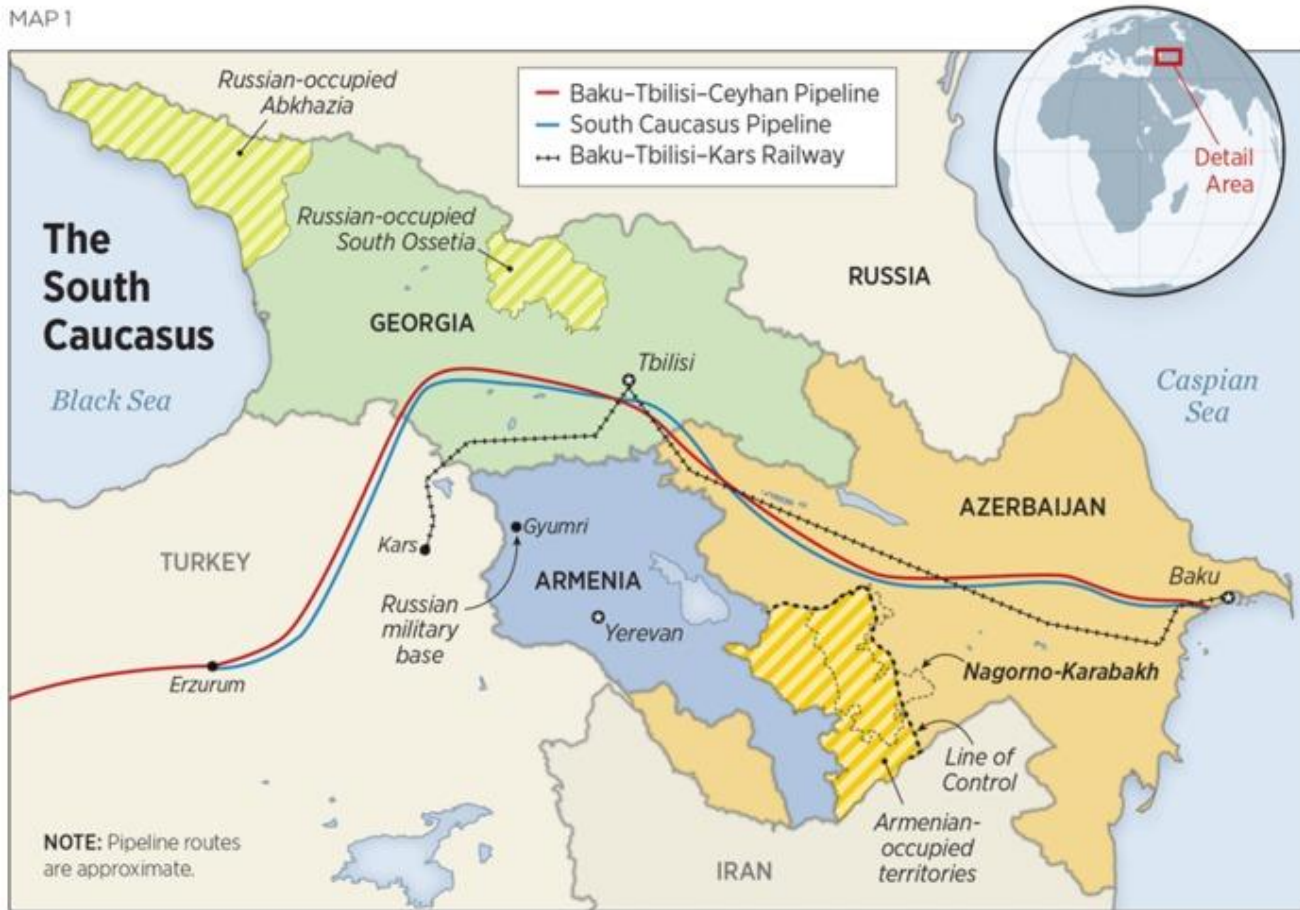 MAP 1
Russian-occupied
Abkhazia
Baku–Tbilisi–Ceyhan Pipeline
South Caucasus Pipeline
Baku–Tbilisi–Kars Railway
Detail
Area
The
South
Caucasus
Russian-occupied
South Ossetia
RUSSIA
GEORGIA
Tbilisi
Black Sea
Caspian
Sea
AZERBAIJAN
Gyumri
Kars
TURKEY
ARMENIA
Baku
Russian
military
base
Yerevan
Erzurum
Nagorno-Karabakh
Line of
Control
Armenian-
occupied
territories
NOTE: Pipeline routes
are approximate.
IRAN